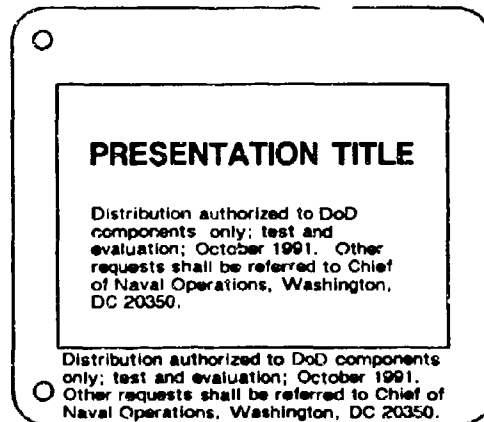 PRESENTATION TITLE
Distribution authorized to DoD
components only; test and
evaluation; October 1991. Other
requests shall be referred to Chief
of Naval Operations, Washington,
DC 20350.
Distribution authorized to DoD components
only; test and evaluation; October 1991.
Other requests shall be referred to Chief of
Naval Operations, Washington, DC 20350.